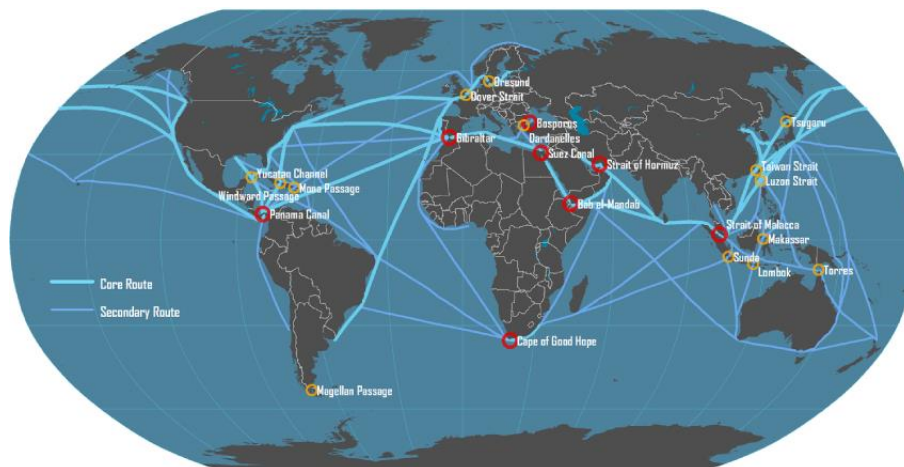 Oresund
Dover Strait
Bosporus
Dardanelles
Gibraltar
Suez Canal
Strait of Hormuz
Tsugaru
Yucatan Channel
Windward Passage
Mona Passage
Panama Canal
Bab el-Mandab
Taiwan Strait
Luzon Strait
Strait of Malacca
Makassar
Sunda
Lombok
Torres
Core Route
Secondary Route
Cape of Good Hope
Magellan Passage